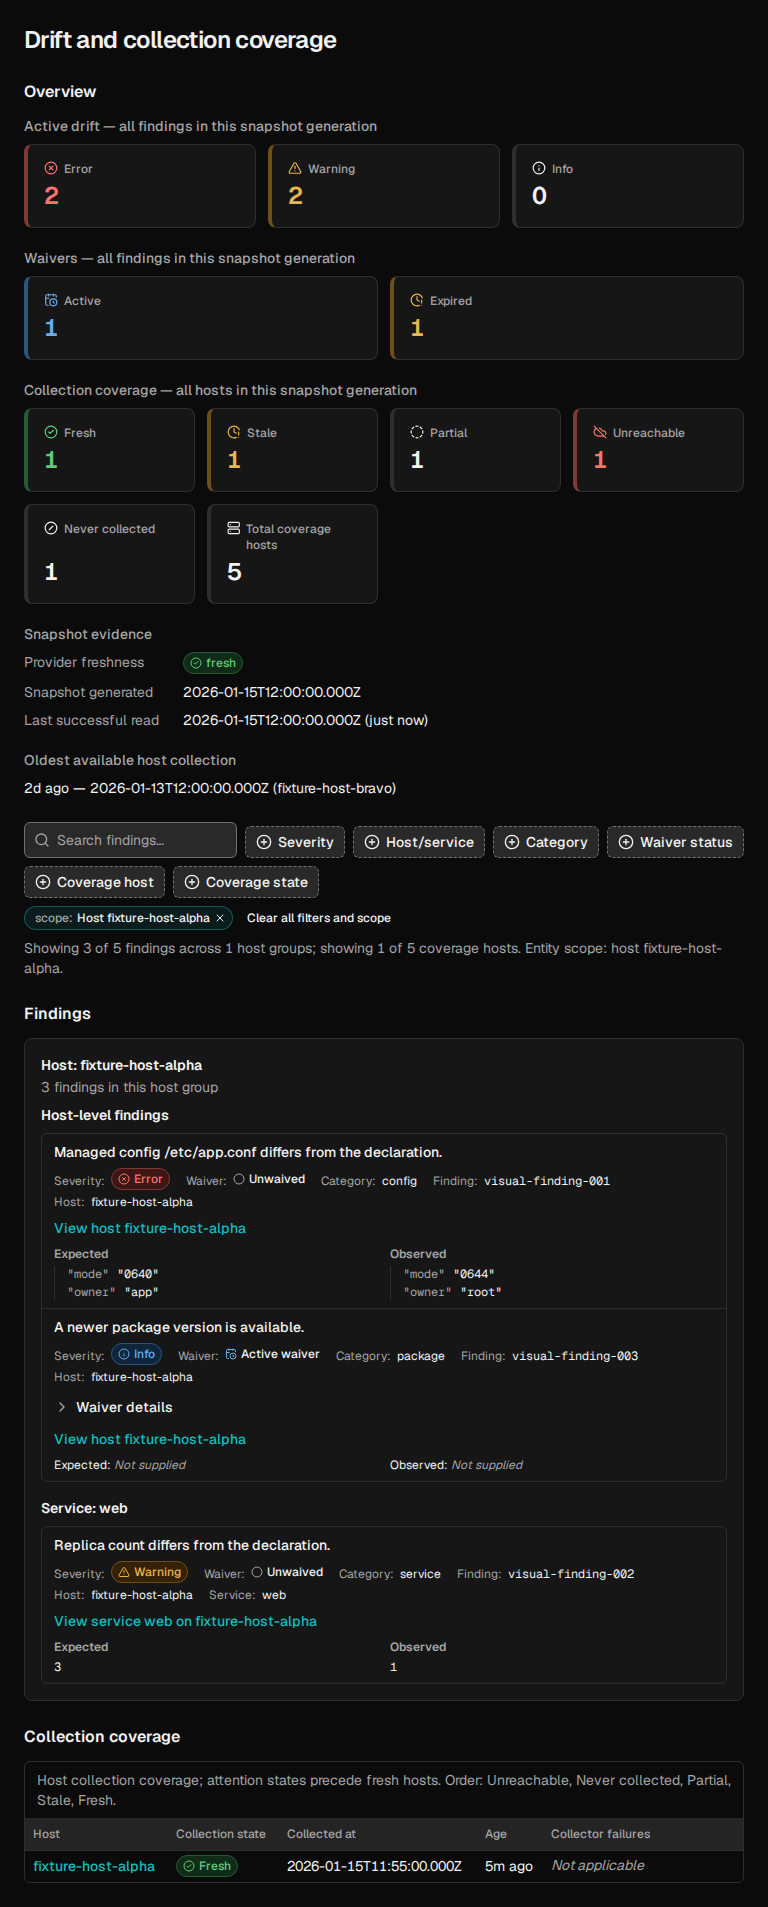 Drift and collection coverage
Overview
Active drift — all findings in this snapshot generation
Error
2
Warning
2
Info
0
Waivers — all findings in this snapshot generation
Active
1
Expired
1
Collection coverage — all hosts in this snapshot generation
Fresh
1
Stale
1
Partial
1
Unreachable
1
Never collected
1
Total coverage
hosts
5
Snapshot evidence
Provider freshness fresh
Snapshot generated 2026-01-15T12:00:00.000Z
Last successful read 2026-01-15T12:00:00.000Z (just now)
Oldest available host collection
2d ago — 2026-01-13T12:00:00.000Z (fixture-host-bravo)
Search findings... Severity Host/service Category Waiver status
Coverage host Coverage state
scope: Host fixture-host-alpha Clear all filters and scope
Showing 3 of 5 findings across 1 host groups; showing 1 of 5 coverage hosts. Entity scope: host fixture-host-
alpha.
Findings
Host: fixture-host-alpha
3 findings in this host group
Host-level findings
Managed config /etc/app.conf differs from the declaration.
Severity: Error Waiver: Unwaived Category: config Finding: visual-finding-001
Host: fixture-host-alpha
View host fixture-host-alpha
Expected Observed
"mode" "0640" "mode" "0644"
"owner" "app" "owner" "root"
A newer package version is available.
Severity: Info Waiver: Active waiver Category: package Finding: visual-finding-003
Host: fixture-host-alpha
Waiver details
View host fixture-host-alpha
Expected: Not supplied Observed: Not supplied
Service: web
Replica count differs from the declaration.
Severity: Warning Waiver: Unwaived Category: service Finding: visual-finding-002
Host: fixture-host-alpha Service: web
View service web on fixture-host-alpha
Expected Observed
3 1
Collection coverage
Host collection coverage; attention states precede fresh hosts. Order: Unreachable, Never collected, Partial,
Stale, Fresh.
Host Collection state Collected at Age Collector failures
fixture-host-alpha Fresh 2026-01-15T11:55:00.000Z 5m ago Not applicable